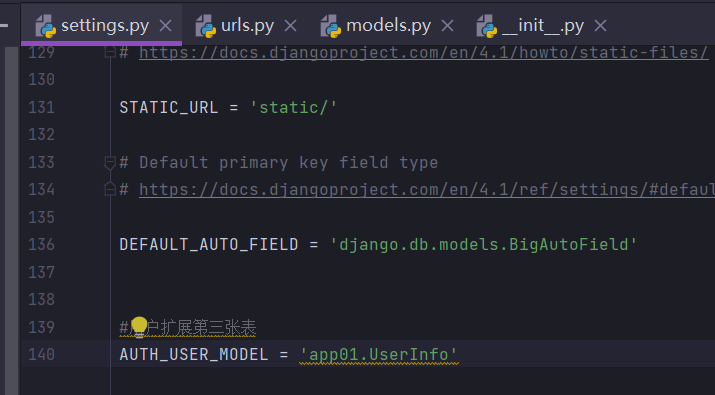 settings.py urls.py models.py __init__.py
129 # https://docs.djangoproject.com/en/4.1/howto/static-files/
130
131 STATIC_URL = 'static/'
132
133 # Default primary key field type
134 # https://docs.djangoproject.com/en/4.1/ref/settings/#defaul
135
136 DEFAULT_AUTO_FIELD = 'django.db.models.BigAutoField'
137
138
139 #户扩展第三张表
140 AUTH_USER_MODEL = 'app01.UserInfo'